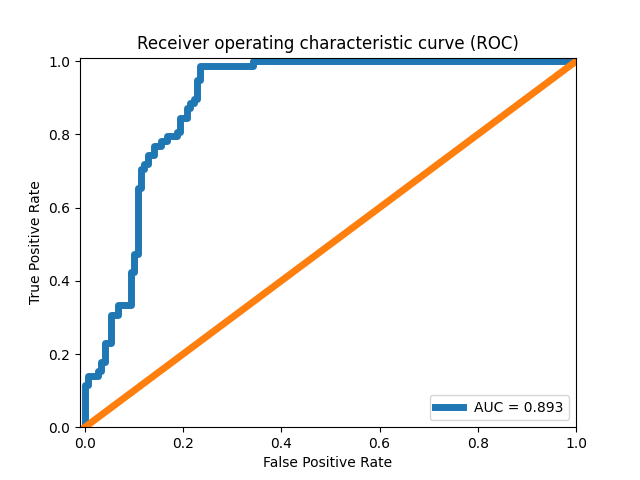 Receiver operating characteristic curve (ROC)
True Positive Rate
1.0
0.8
0.6
0.4
0.2
0.0
0.0 0.2 0.4 0.6 0.8 1.0
False Positive Rate
AUC = 0.893